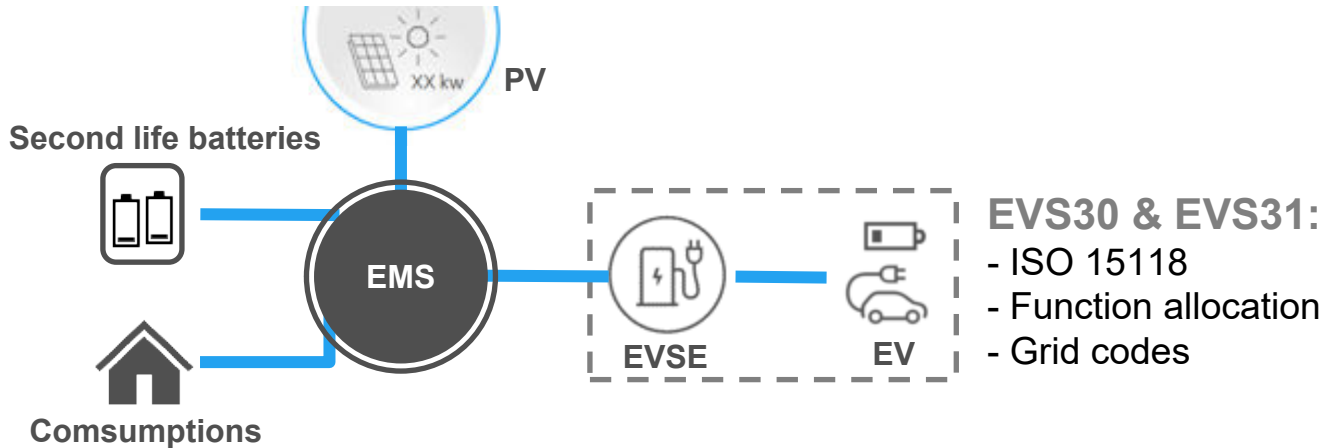 XX kw
PV
Second life batteries
EMS
EVSE
EV
Comsumptions
EVS30 & EVS31:
- ISO 15118
- Function allocation
- Grid codes